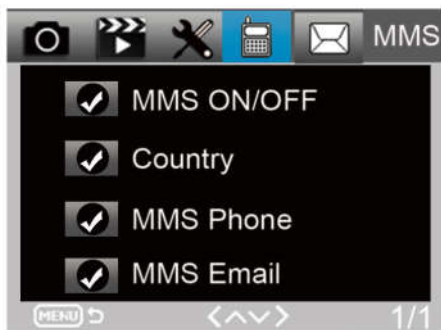 MMS
MMS ON/OFF
Country
MMS Phone
MMS Email
MENU 1/1